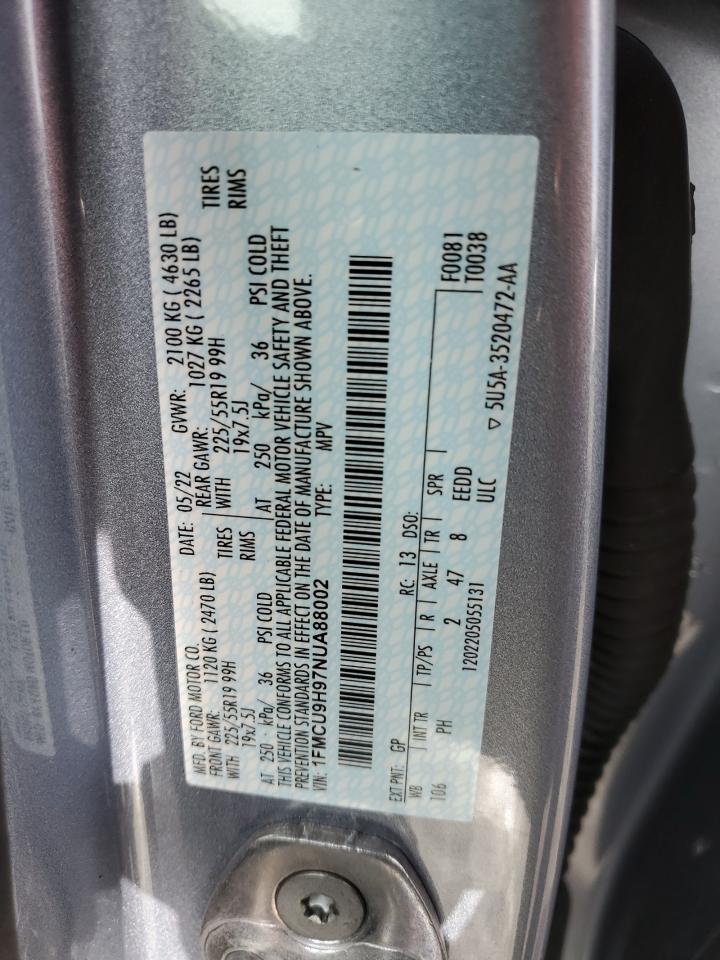 MFD. BY FORD MOTOR CO. DATE: 05/22 GVWR: 2100 KG ( 4630 LB)
FRONT GAWR: 1120 KG ( 2470 LB) REAR GAWR: 1027 KG ( 2265 LB)
WITH 225/55R19 99H TIRES WITH 225/55R19 99H TIRES
19x7.5J RIMS 19x7.5J RIMS
AT 250 kPa/ 36 PSI COLD AT 250 kPa/ 36 PSI COLD
THIS VEHICLE CONFORMS TO ALL APPLICABLE FEDERAL MOTOR VEHICLE SAFETY AND THEFT
PREVENTION STANDARDS IN EFFECT ON THE DATE OF MANUFACTURE SHOWN ABOVE.
VIN: 1FMCU9H97NUA88002 TYPE: MPV
EXT PNT: GP RC: 13 DSO:
WB INT TR TP/PS R AXLE TR SPR F0081
106 PH 2 47 8 EEDD T0038
ULC
120220505513 1
▽ 5U5A-3520472-AA